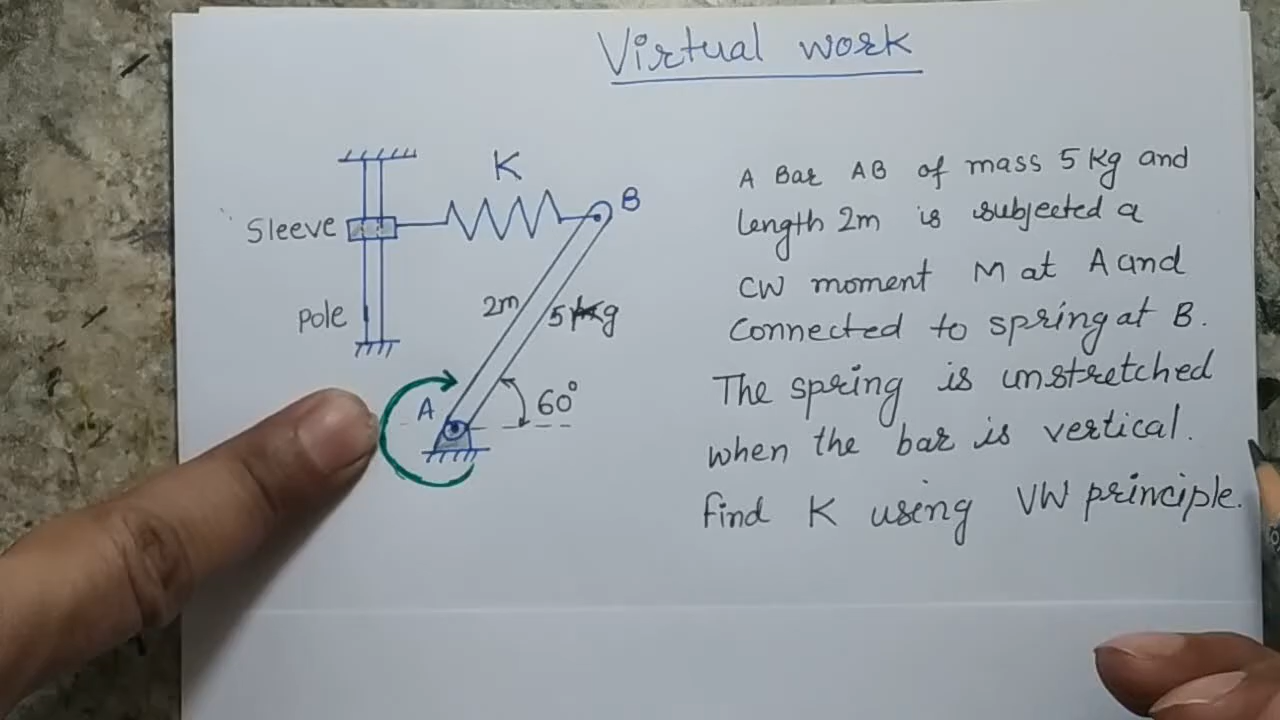 Virtual work
K
B
Sleeve
2m
5kg
pole
A
60°
A Bar AB of mass 5 kg and
length 2m is subjected a
CW moment M at A and
connected to spring at B.
The spring is unstretched
when the bar is vertical.
find K using VW principle.